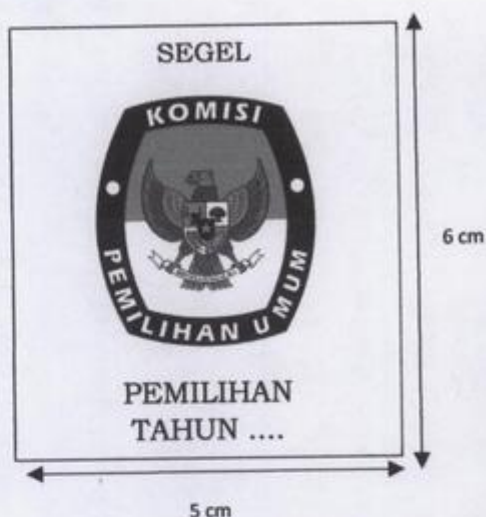 SEGEL
KOMISI
PEMILIHAN UMUM
PEMILIHAN
TAHUN ....
6 cm
5 cm